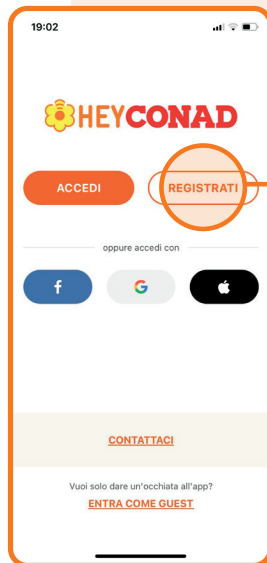 19:02
HEYCONAD
ACCEDI
REGISTRATI
oppure accedi con
f
G
CONTATTACI
Vuoi solo dare un'occhiata all'app?
ENTRA COME GUEST